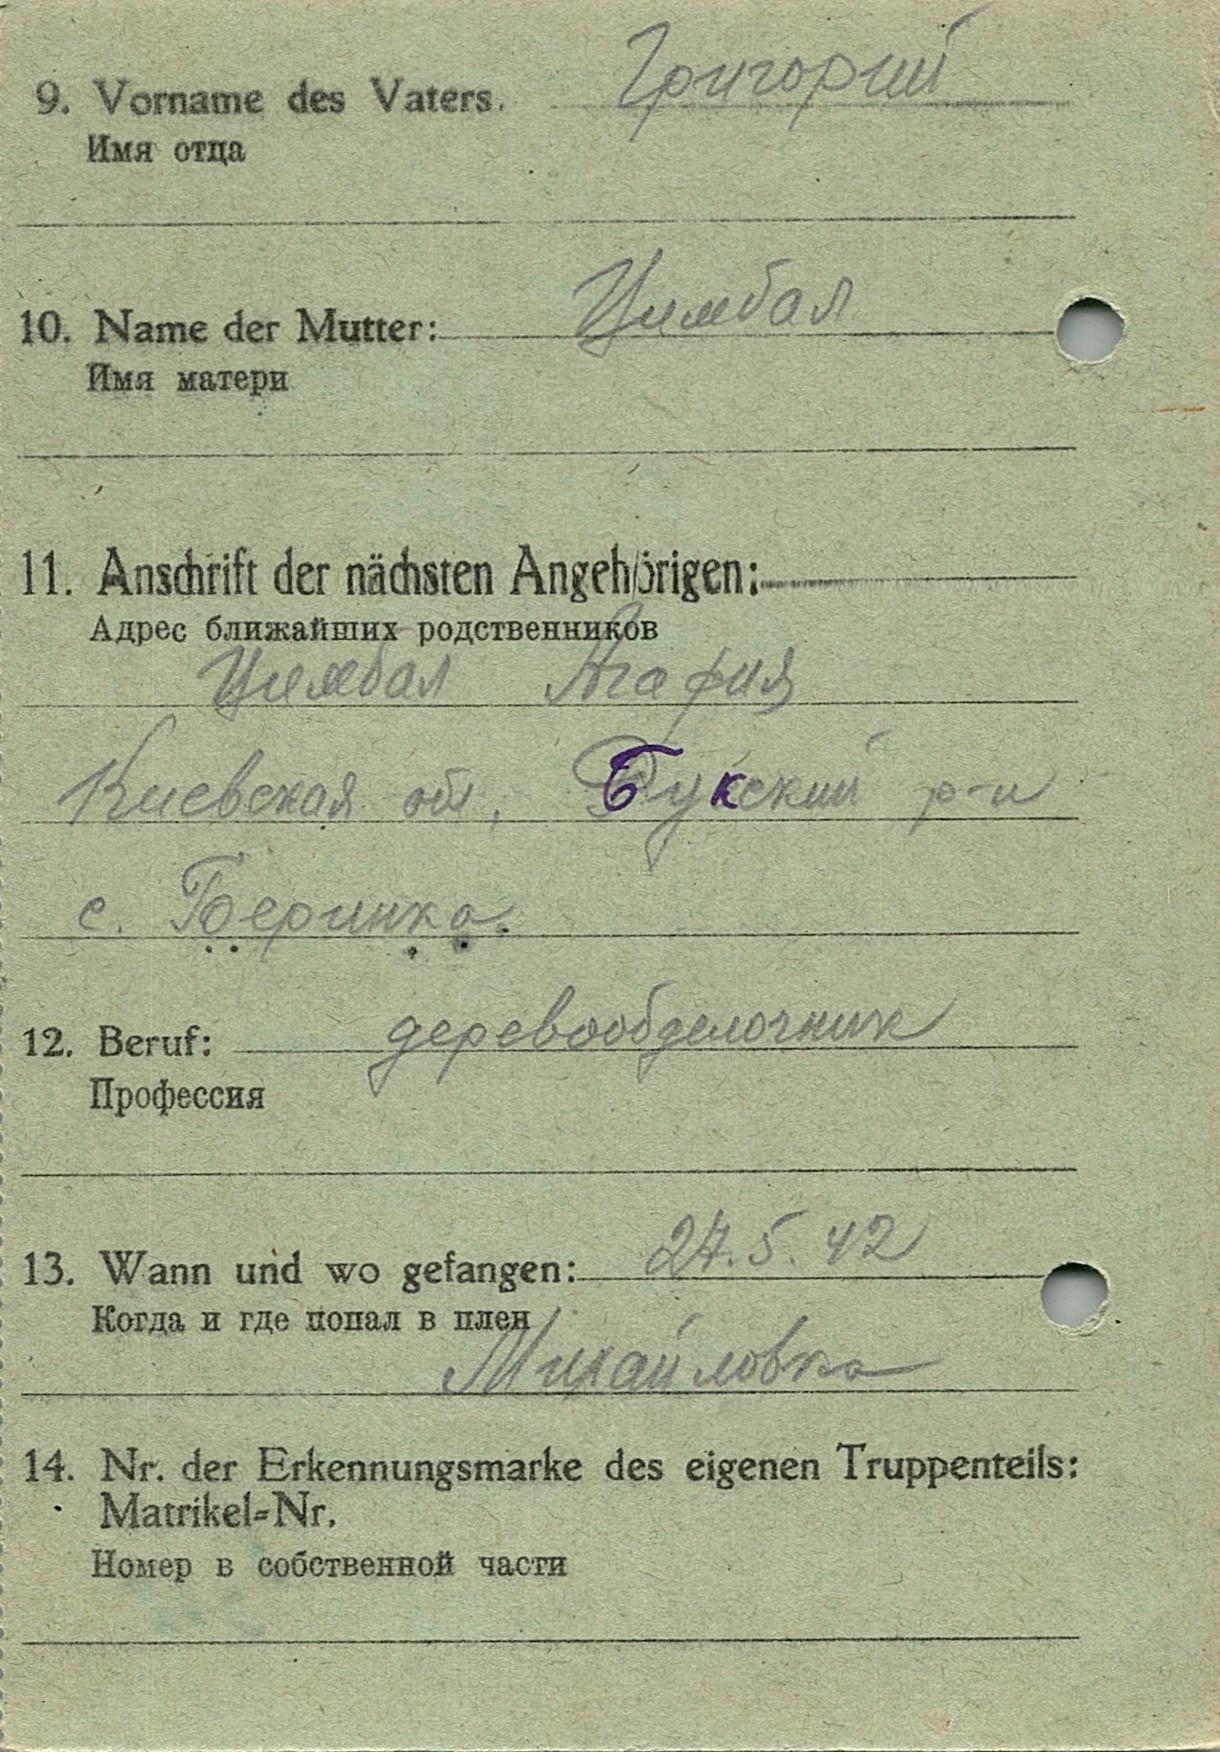 9. Vorname des Vaters. Григорий
Имя отца
10. Name der Mutter: Цимбал
Имя матери
11. Anschrift der nächsten Angehörigen:
Адрес ближайших родственников
Цимбал Агафия
Киевская обл, Букский р-н
с. Беринка.
12. Beruf: деревообделочник
Профессия
13. Wann und wo gefangen: 27.5.42
Когда и где попал в плен
Михайловка
14. Nr. der Erkennungsmarke des eigenen Truppenteils:
Matrikel-Nr.
Номер в собственной части